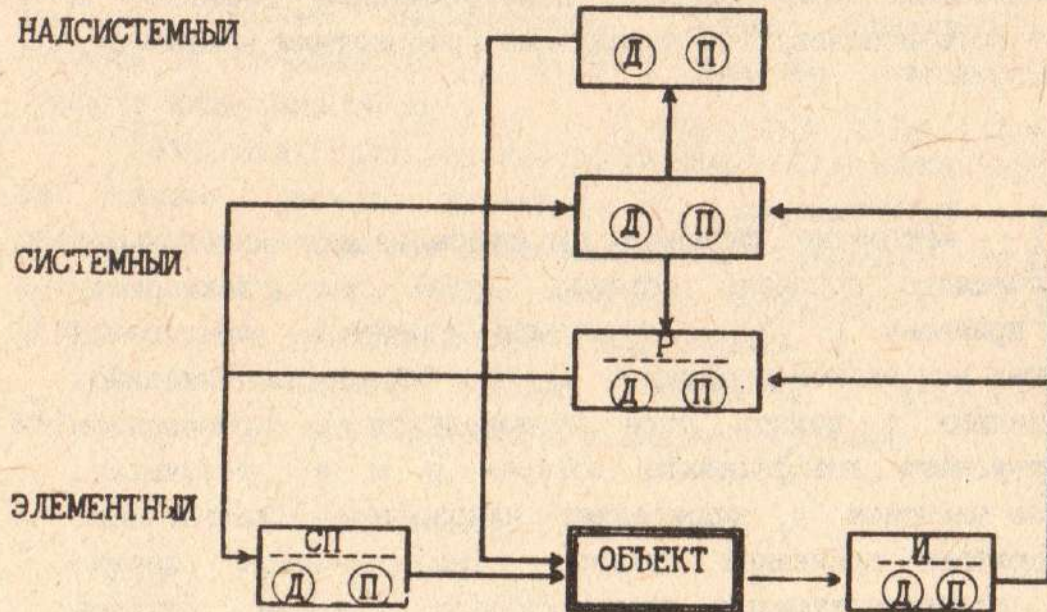 НАДСИСТЕМНЫЙ
Д П
СИСТЕМНЫЙ
Д П
Р
Д П
ЭЛЕМЕНТНЫЙ
СП
Д П
ОБЪЕКТ
И
Д П